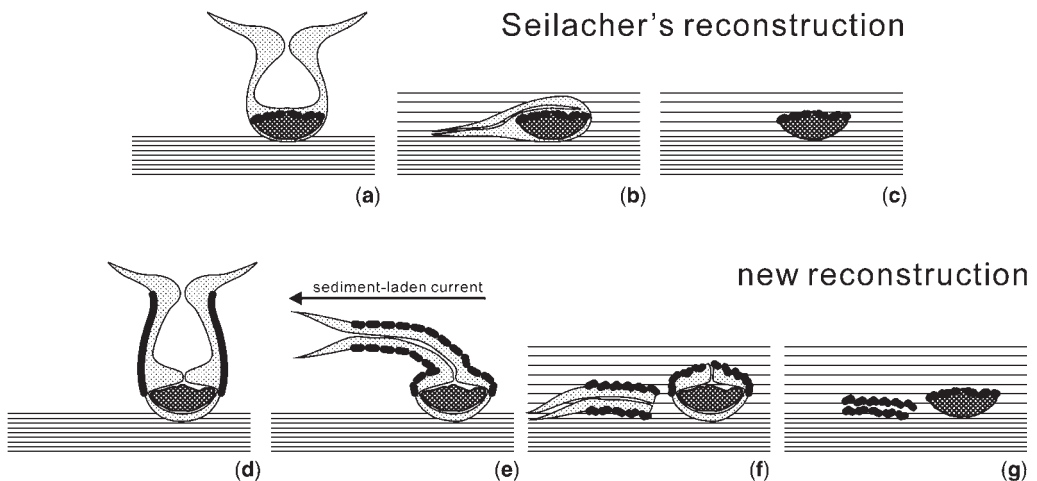 Seilacher's reconstruction
(a)
(b)
(c)
new reconstruction
sediment-laden current
(d)
(e)
(f)
(g)